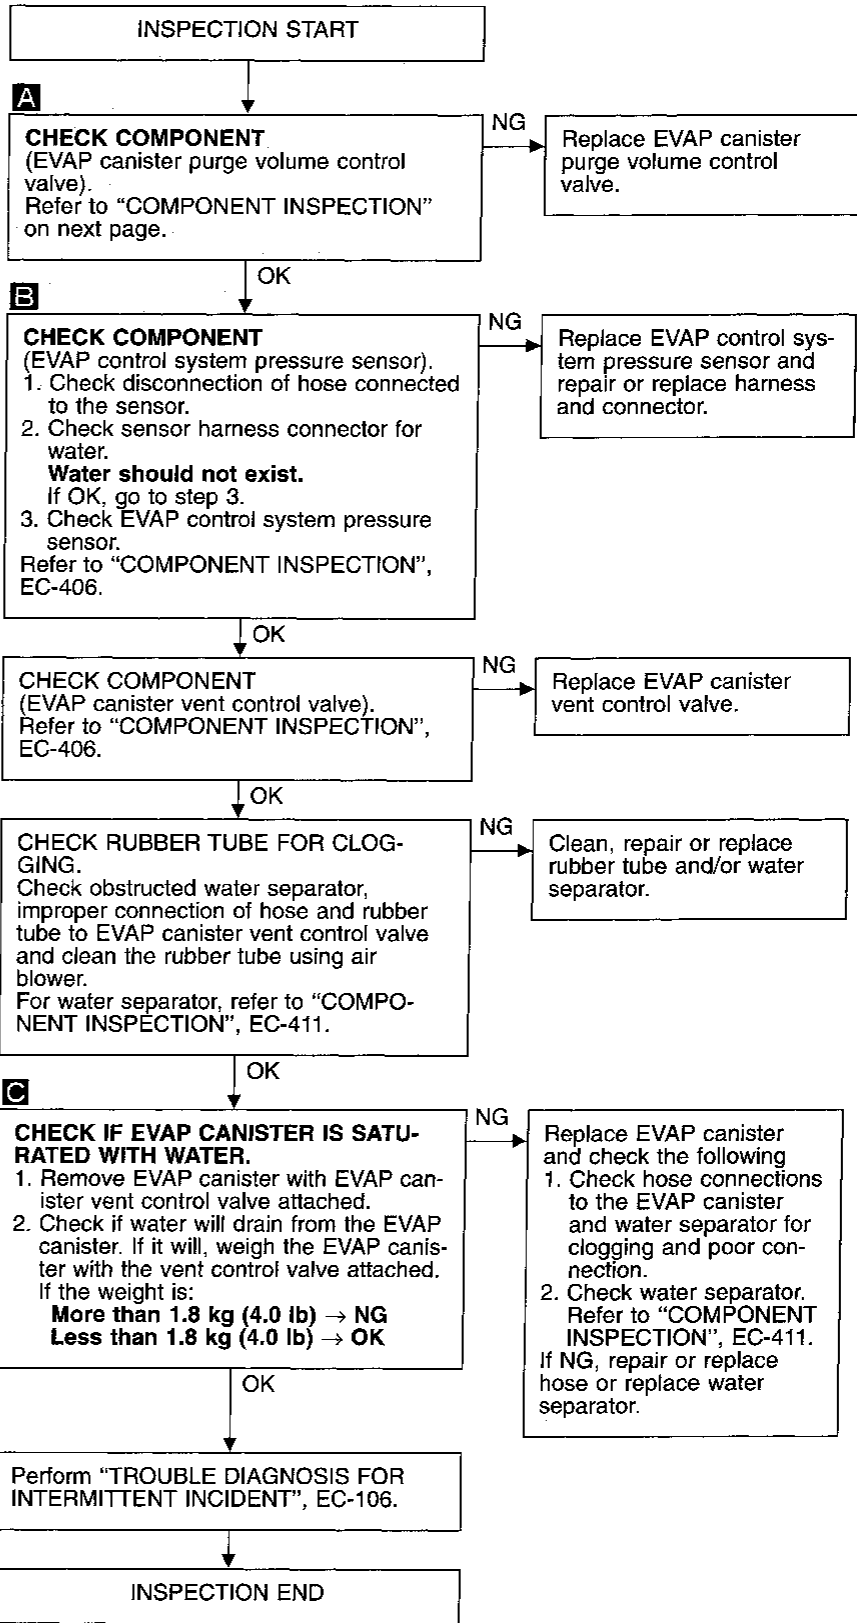 INSPECTION START
A
CHECK COMPONENT
(EVAP canister purge volume control
valve).
Refer to “COMPONENT INSPECTION”
on next page.
NG
Replace EVAP canister
purge volume control
valve.
OK
B
CHECK COMPONENT
(EVAP control system pressure sensor).
1. Check disconnection of hose connected
to the sensor.
2. Check sensor harness connector for
water.
Water should not exist.
If OK, go to step 3.
3. Check EVAP control system pressure
sensor.
Refer to “COMPONENT INSPECTION”,
EC-406.
NG
Replace EVAP control sys-
tem pressure sensor and
repair or replace harness
and connector.
OK
CHECK COMPONENT
(EVAP canister vent control valve).
Refer to “COMPONENT INSPECTION”,
EC-406.
NG
Replace EVAP canister
vent control valve.
OK
CHECK RUBBER TUBE FOR CLOG-
GING.
Check obstructed water separator,
improper connection of hose and rubber
tube to EVAP canister vent control valve
and clean the rubber tube using air
blower.
For water separator, refer to “COMPO-
NENT INSPECTION”, EC-411.
NG
Clean, repair or replace
rubber tube and/or water
separator.
OK
C
CHECK IF EVAP CANISTER IS SATU-
RATED WITH WATER.
1. Remove EVAP canister with EVAP can-
ister vent control valve attached.
2. Check if water will drain from the EVAP
canister. If it will, weigh the EVAP canis-
ter with the vent control valve attached.
If the weight is:
More than 1.8 kg (4.0 lb) → NG
Less than 1.8 kg (4.0 lb) → OK
NG
Replace EVAP canister
and check the following
1. Check hose connections
to the EVAP canister
and water separator for
clogging and poor con-
nection.
2. Check water separator.
Refer to “COMPONENT
INSPECTION”, EC-411.
If NG, repair or replace
hose or replace water
separator.
OK
Perform “TROUBLE DIAGNOSIS FOR
INTERMITTENT INCIDENT”, EC-106.
INSPECTION END